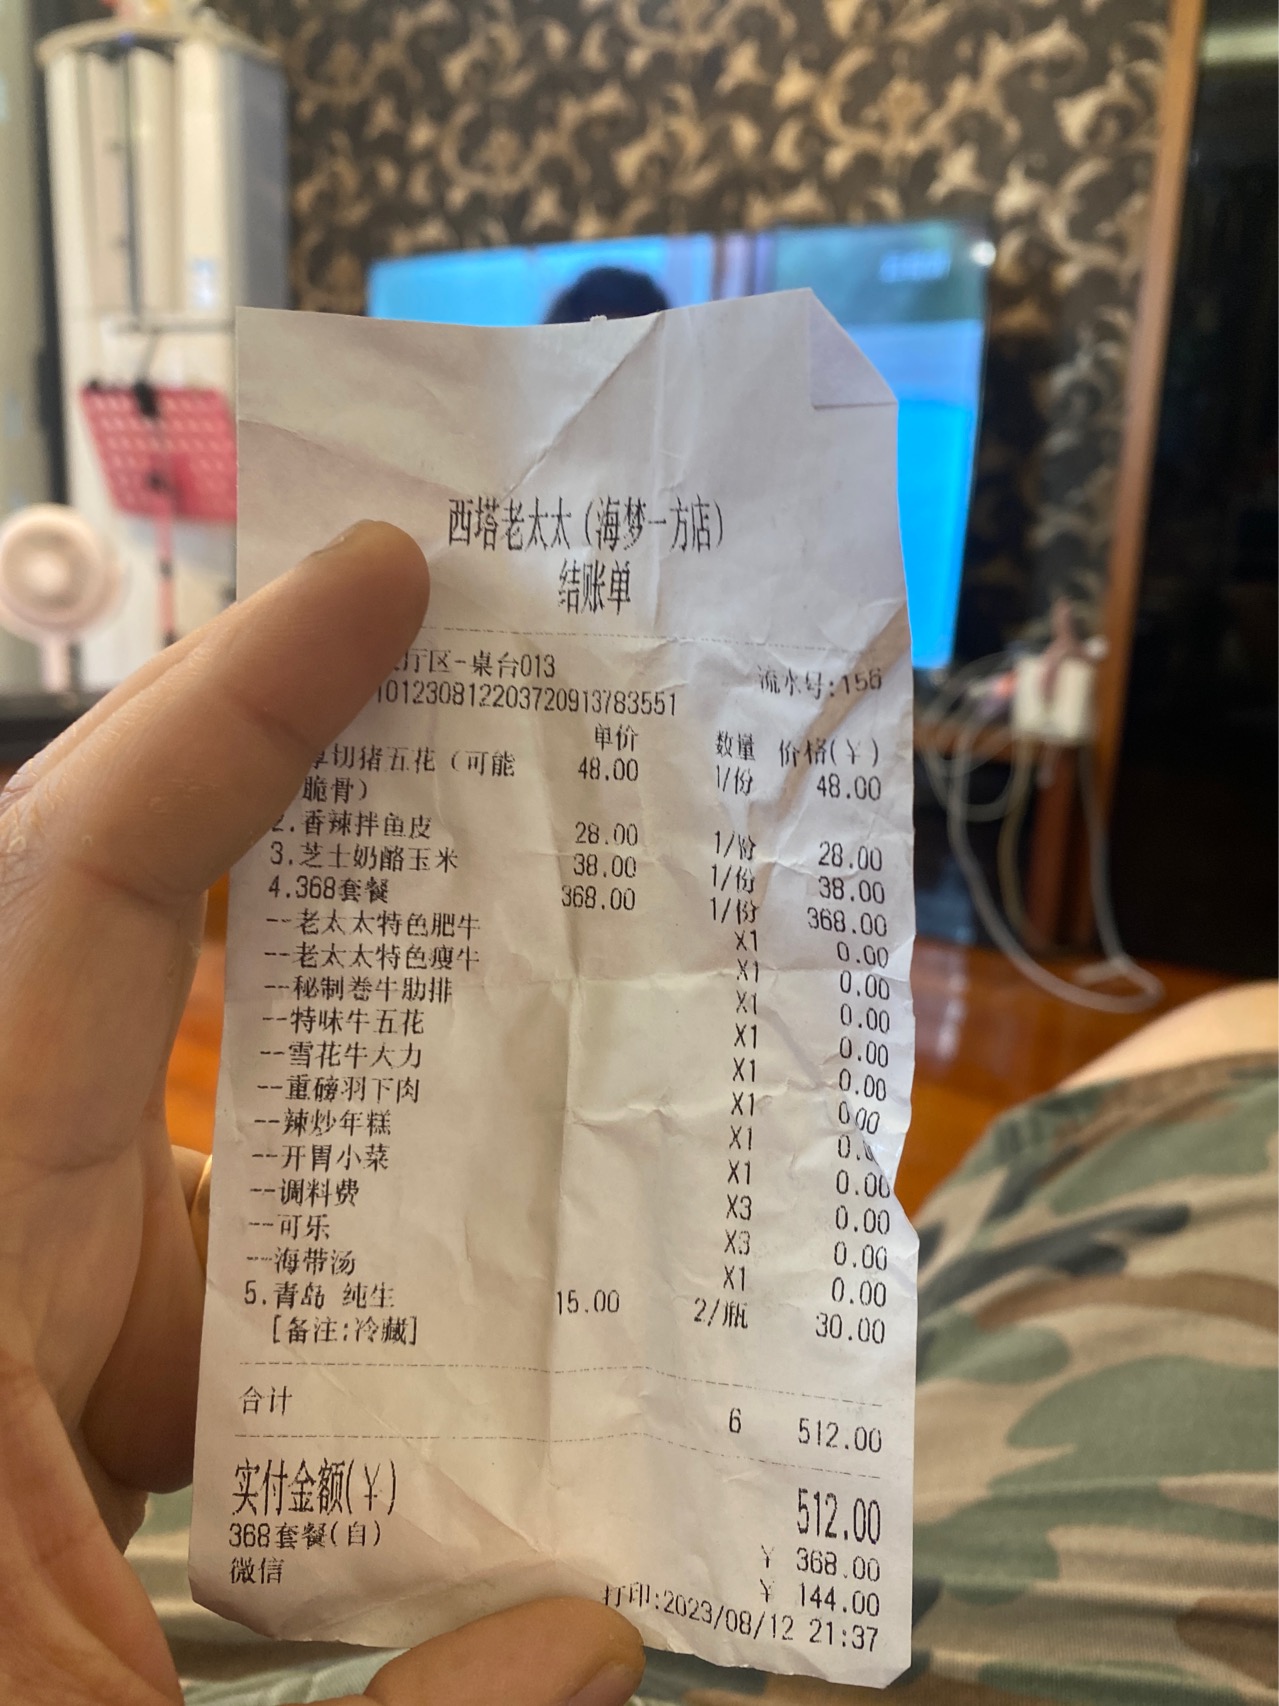 西塔老太太(海梦一方店)
结账单
厅区-桌台013
流水号:156
101230812203720913783551
单价 数量 价格(￥)
厚切猪五花(可能 48.00 1/份 48.00
脆骨)
2.香辣拌鱼皮 28.00 1/份 28.00
3.芝士奶酪玉米 38.00 1/份 38.00
4.368套餐 368.00 1/份 368.00
--老太太特色肥牛 X1 0.00
--老太太特色瘦牛 X1 0.00
--秘制卷牛肋排 X1 0.00
--特味牛五花 X1 0.00
--雪花牛大力 X1 0.00
--重磅羽下肉 X1 0.00
--辣炒年糕 X1 0.00
--开胃小菜 X1 0.00
--调料费 X3 0.00
--可乐 X3 0.00
--海带汤 X1 0.00
5.青岛 纯生 15.00 2/瓶 30.00
[备注:冷藏]
合计 6 512.00
实付金额(￥) 512.00
368套餐(自) ￥ 368.00
微信 ￥ 144.00
打印:2023/08/12 21:37